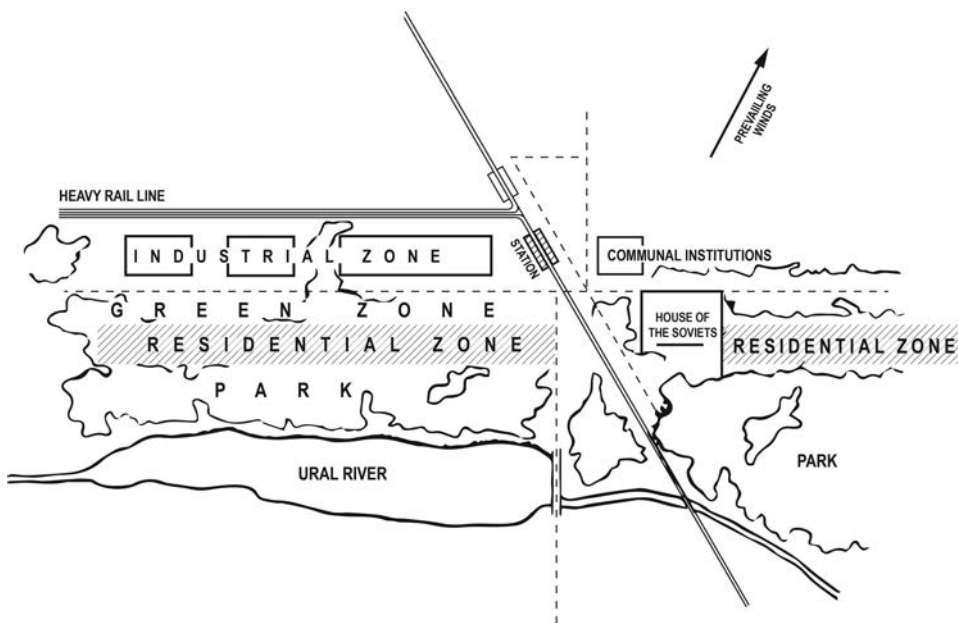 PREVAIILING
WINDS
HEAVY RAIL LINE
INDUSTRIAL ZONE
STATION
COMMUNAL INSTITUTIONS
GREEN ZONE
HOUSE OF
THE SOVIETS
RESIDENTIAL ZONE
RESIDENTIAL ZONE
PARK
URAL RIVER
PARK